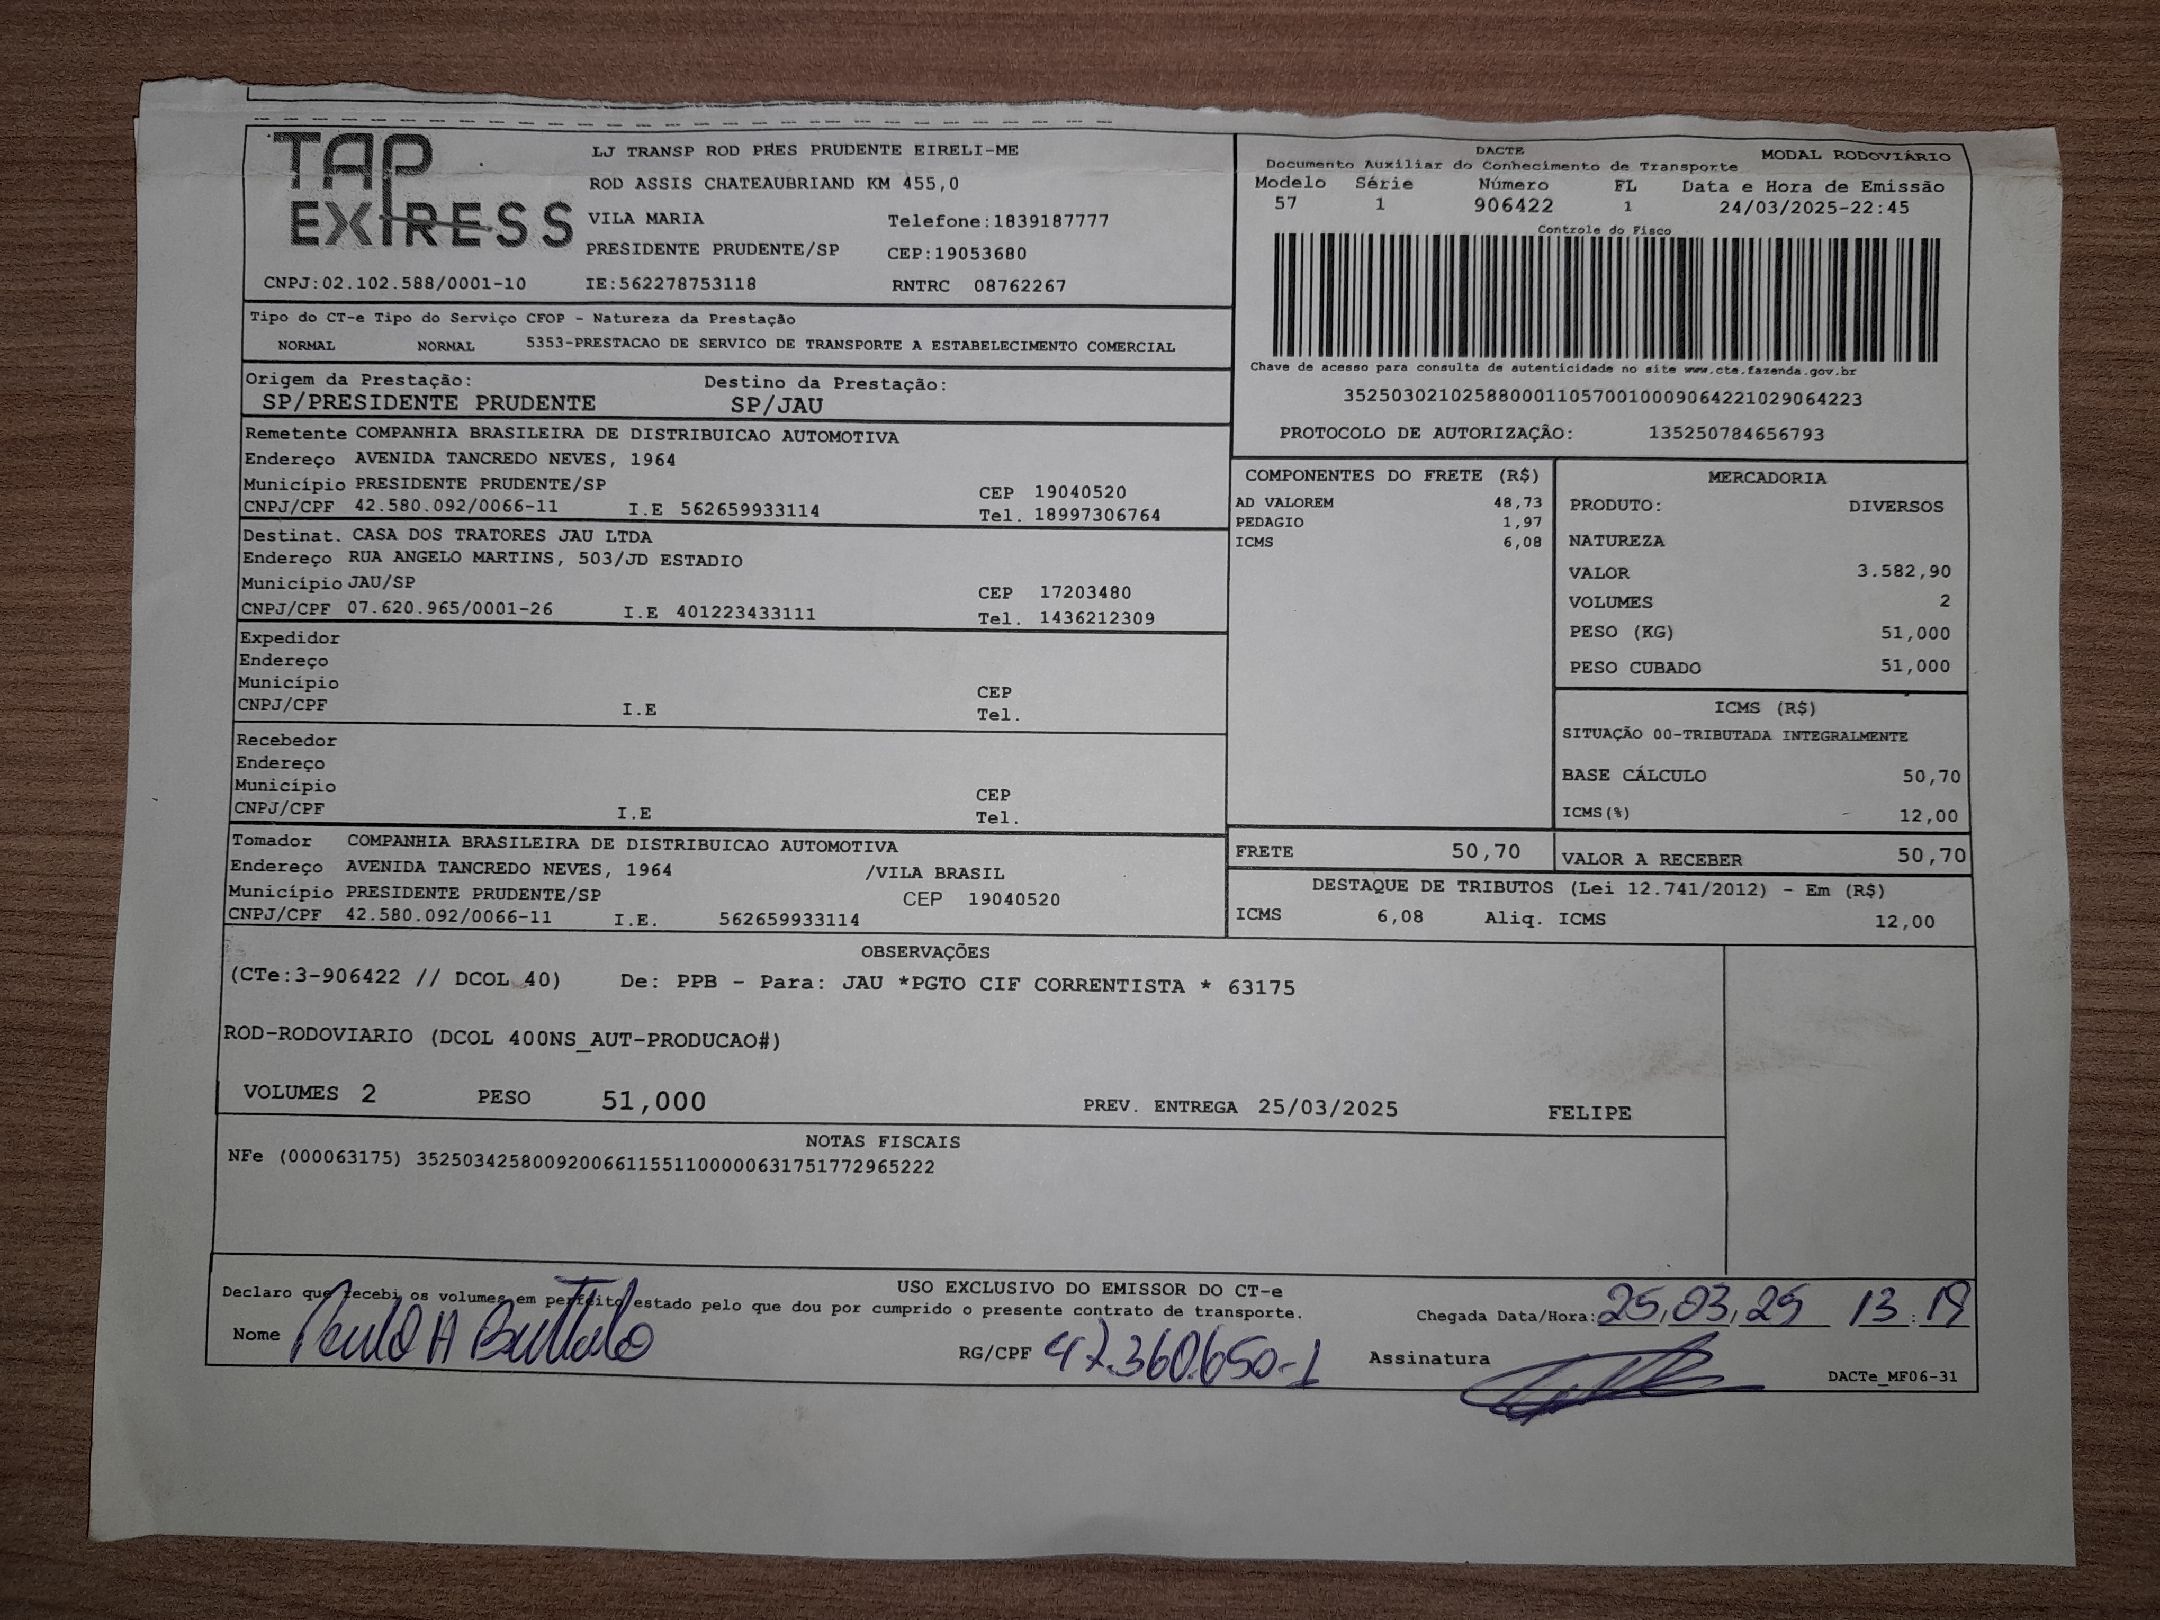 TAP
EXPRESS
LJ TRANSP ROD PRES PRUDENTE EIRELI-ME
ROD ASSIS CHATEAUBRIAND KM 455,0
VILA MARIA Telefone:1839187777
PRESIDENTE PRUDENTE/SP CEP:19053680
CNPJ:02.102.588/0001-10 IE:562278753118 RNTRC 08762267
DACTE
Documento Auxiliar do Conhecimento de Transporte MODAL RODOVIÁRIO
Modelo Série Número FL Data e Hora de Emissão
57 1 906422 1 24/03/2025-22:45
Controle do Fisco
Chave de acesso para consulta de autenticidade no site www.cte.fazenda.gov.br
35250302102588000110570010009064221029064223
PROTOCOLO DE AUTORIZAÇÃO: 135250784656793
Tipo do CT-e Tipo do Serviço CFOP - Natureza da Prestação
NORMAL NORMAL 5353-PRESTACAO DE SERVICO DE TRANSPORTE A ESTABELECIMENTO COMERCIAL
Origem da Prestação: Destino da Prestação:
SP/PRESIDENTE PRUDENTE SP/JAU
Remetente COMPANHIA BRASILEIRA DE DISTRIBUICAO AUTOMOTIVA
Endereço AVENIDA TANCREDO NEVES, 1964
Município PRESIDENTE PRUDENTE/SP CEP 19040520
CNPJ/CPF 42.580.092/0066-11 I.E 562659933114 Tel. 18997306764
Destinat. CASA DOS TRATORES JAU LTDA
Endereço RUA ANGELO MARTINS, 503/JD ESTADIO
Município JAU/SP CEP 17203480
CNPJ/CPF 07.620.965/0001-26 I.E 401223433111 Tel. 1436212309
Expedidor
Endereço
Município CEP
CNPJ/CPF I.E Tel.
Recebedor
Endereço
Município CEP
CNPJ/CPF I.E Tel.
Tomador COMPANHIA BRASILEIRA DE DISTRIBUICAO AUTOMOTIVA
Endereço AVENIDA TANCREDO NEVES, 1964 /VILA BRASIL
Município PRESIDENTE PRUDENTE/SP CEP 19040520
CNPJ/CPF 42.580.092/0066-11 I.E. 562659933114
COMPONENTES DO FRETE (R$)
AD VALOREM 48,73
PEDAGIO 1,97
ICMS 6,08
MERCADORIA
PRODUTO: DIVERSOS
NATUREZA
VALOR 3.582,90
VOLUMES 2
PESO (KG) 51,000
PESO CUBADO 51,000
ICMS (R$)
SITUAÇÃO 00-TRIBUTADA INTEGRALMENTE
BASE CÁLCULO 50,70
ICMS(%) 12,00
FRETE 50,70 VALOR A RECEBER 50,70
DESTAQUE DE TRIBUTOS (Lei 12.741/2012) - Em (R$)
ICMS 6,08 Aliq. ICMS 12,00
OBSERVAÇÕES
(CTe:3-906422 // DCOL 40) De: PPB - Para: JAU *PGTO CIF CORRENTISTA * 63175
ROD-RODOVIARIO (DCOL 400NS_AUT-PRODUCAO#)
VOLUMES 2 PESO 51,000 PREV. ENTREGA 25/03/2025 FELIPE
NOTAS FISCAIS
NFe (000063175) 35250342580092006611551100000631751772965222
USO EXCLUSIVO DO EMISSOR DO CT-e
Declaro que recebi os volumes em perfeito estado pelo que dou por cumprido o presente contrato de transporte.
Chegada Data/Hora: 25,03,25 13:19
Nome Paulo H RG/CPF 47.360.650-1 Assinatura
DACTe_MF06-31